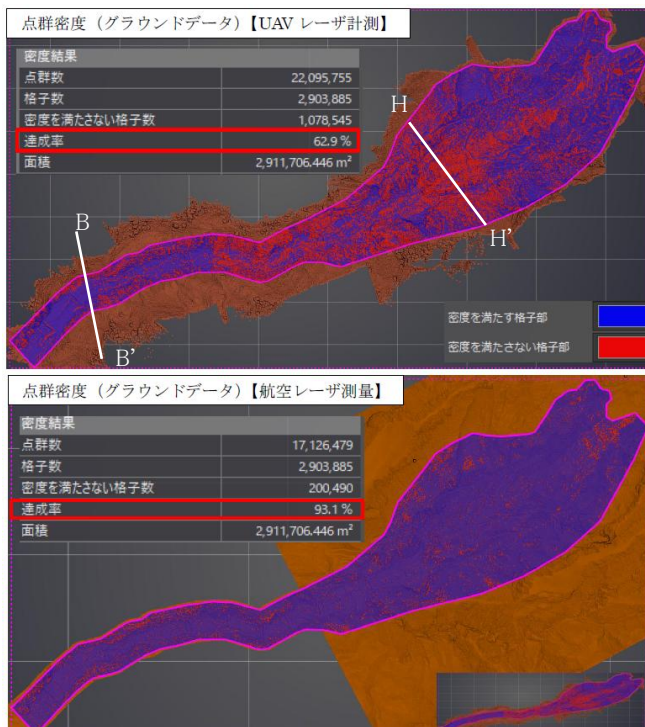 点群密度（グラウンドデータ）【UAV レーザ計測】
密度結果
点群数 22,095,755
格子数 2,903,885
密度を満たさない格子数 1,078,545
達成率 62.9 %
面積 2,911,706.446 m²
H
B
H'
B'
密度を満たす格子部
密度を満たさない格子部
点群密度（グラウンドデータ）【航空レーザ測量】
密度結果
点群数 17,126,479
格子数 2,903,885
密度を満たさない格子数 200,490
達成率 93.1 %
面積 2,911,706.446 m²